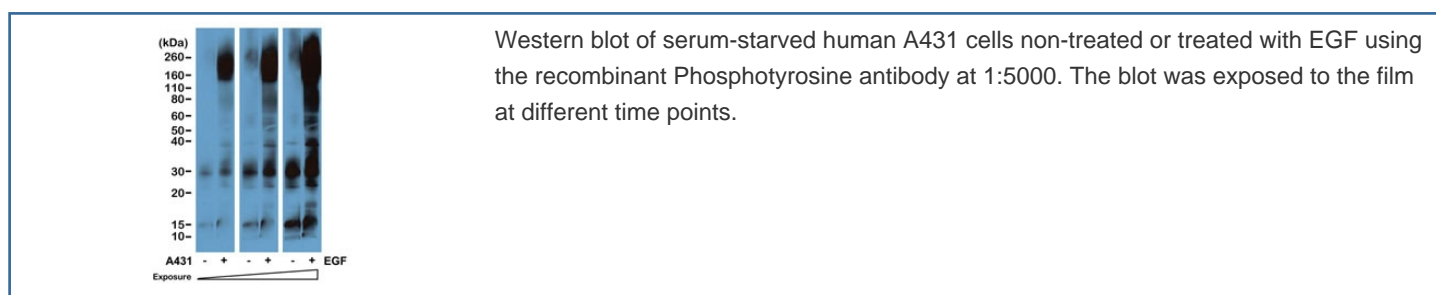 (kDa)
260-
160-
110-
80-
60-
50-
40-
30-
20-
15-
10-
A431 - + - + - + EGF
Exposure
Western blot of serum-starved human A431 cells non-treated or treated with EGF using
the recombinant Phosphotyrosine antibody at 1:5000. The blot was exposed to the film
at different time points.